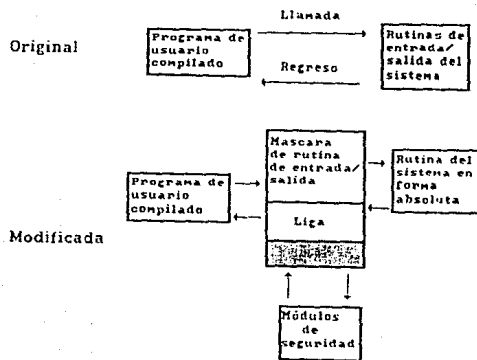 Original
Programa de
usuario
compilado
Llamada
Regreso
Rutinas de
entrada/
salida del
sistema
Modificada
Programa de
usuario
compilado
Mascara
de rutina
de entrada/
salida
Liga
Rutina del
sistema en
forma
absoluta
Módulos
de
seguridad